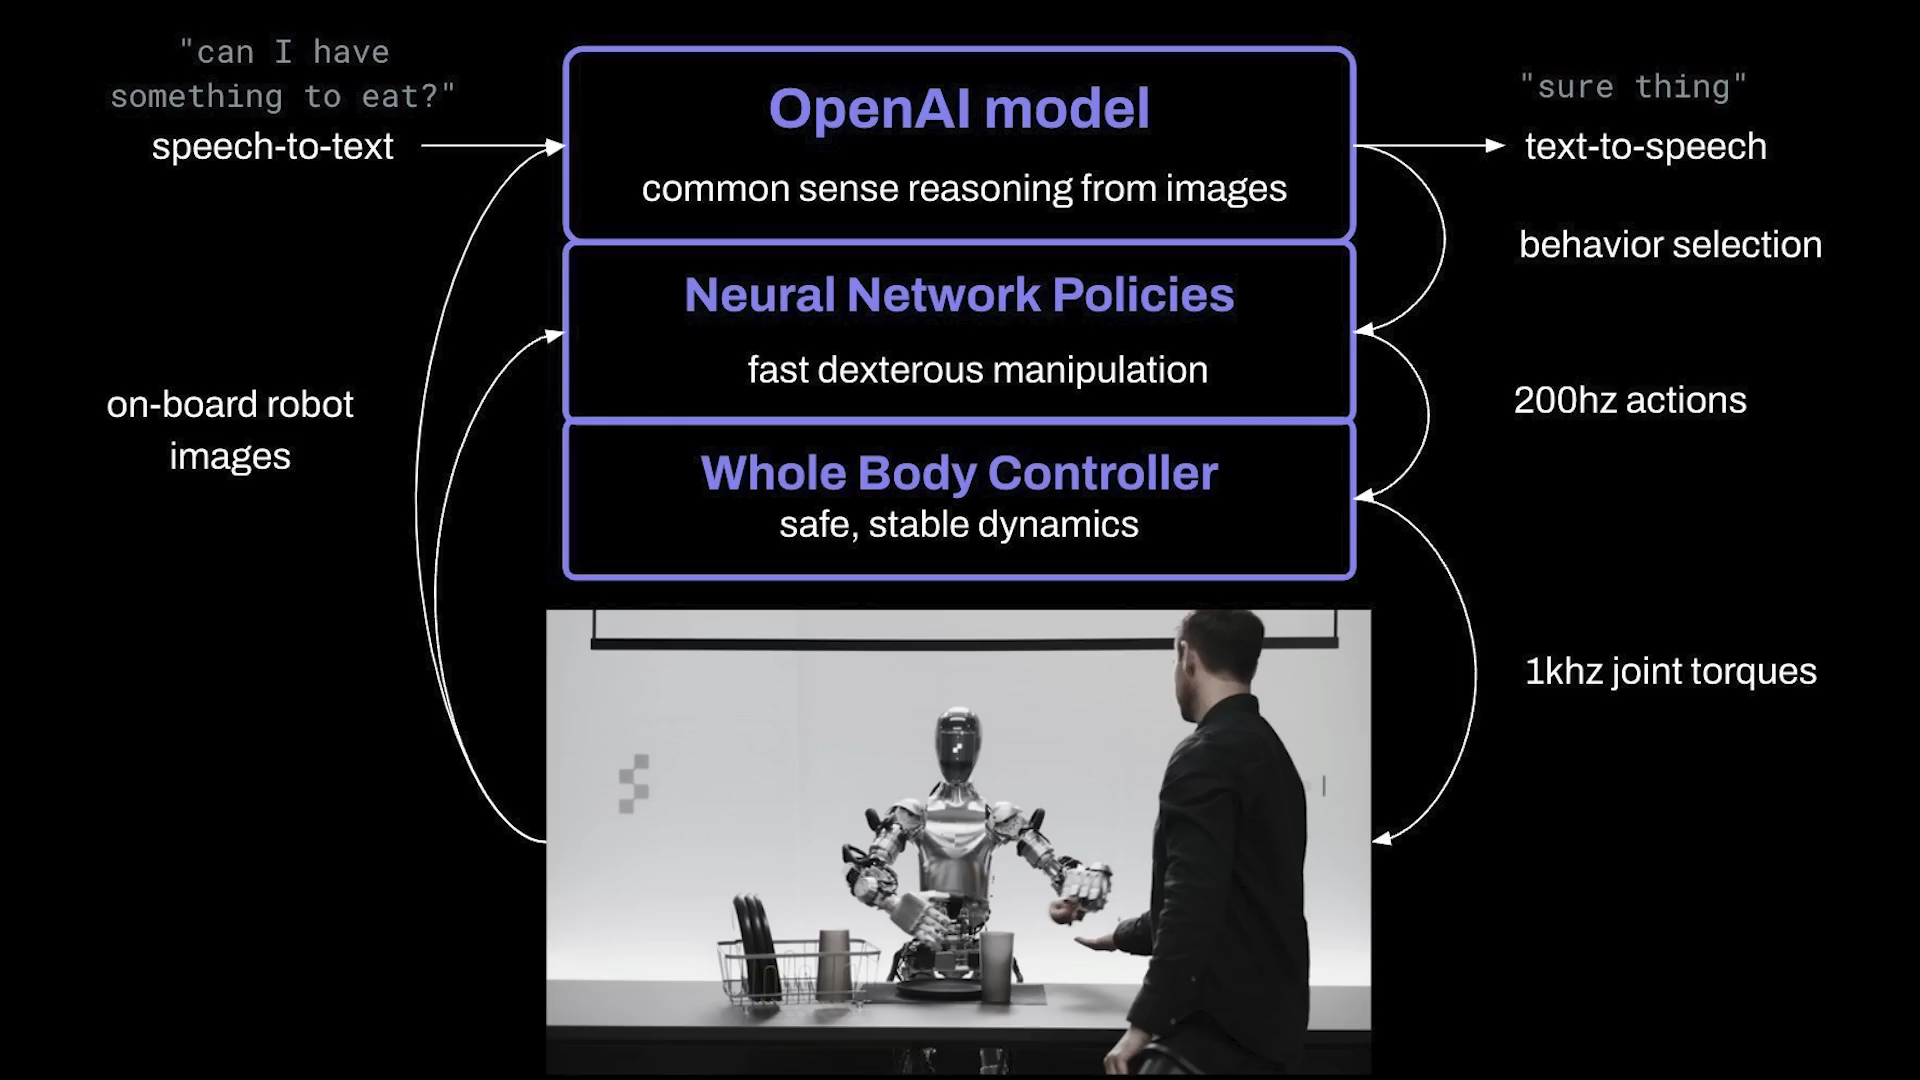 "can I have
something to eat?"
speech-to-text
OpenAI model
common sense reasoning from images
"sure thing"
text-to-speech
behavior selection
Neural Network Policies
fast dexterous manipulation
on-board robot
images
200hz actions
Whole Body Controller
safe, stable dynamics
1khz joint torques